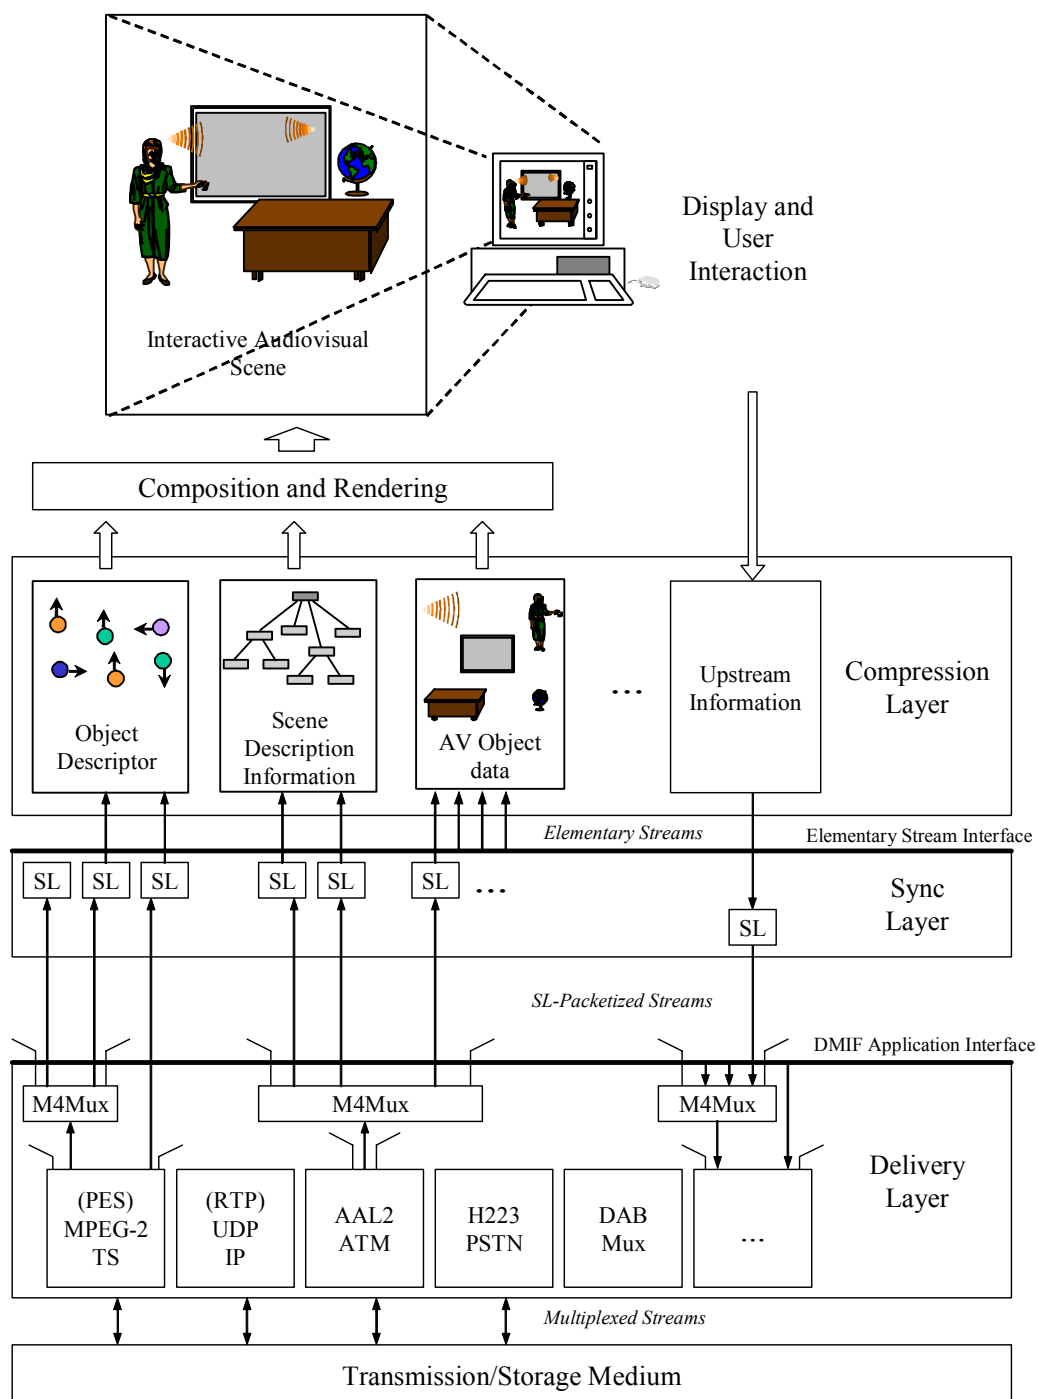 Display and
User
Interaction
Interactive Audiovisual
Scene
Composition and Rendering
Object
Descriptor
Scene
Description
Information
AV Object
data
...
Upstream
Information
Compression
Layer
Elementary Streams
Elementary Stream Interface
SL
SL
SL
SL
SL
SL
...
SL
Sync
Layer
SL-Packetized Streams
DMIF Application Interface
M4Mux
M4Mux
M4Mux
(PES)
MPEG-2
TS
(RTP)
UDP
IP
AAL2
ATM
H223
PSTN
DAB
Mux
...
Delivery
Layer
Multiplexed Streams
Transmission/Storage Medium